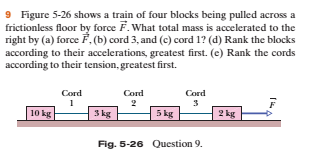 9 Figure 5-26 shows a train of four blocks being pulled across a
frictionless floor by force F⃗. What total mass is accelerated to the
right by (a) force F⃗, (b) cord 3, and (c) cord 1? (d) Rank the blocks
according to their accelerations, greatest first. (e) Rank the cords
according to their tension, greatest first.
Cord Cord Cord
1 2 3 F⃗
10 kg 3 kg 5 kg 2 kg
Fig. 5-26 Question 9.